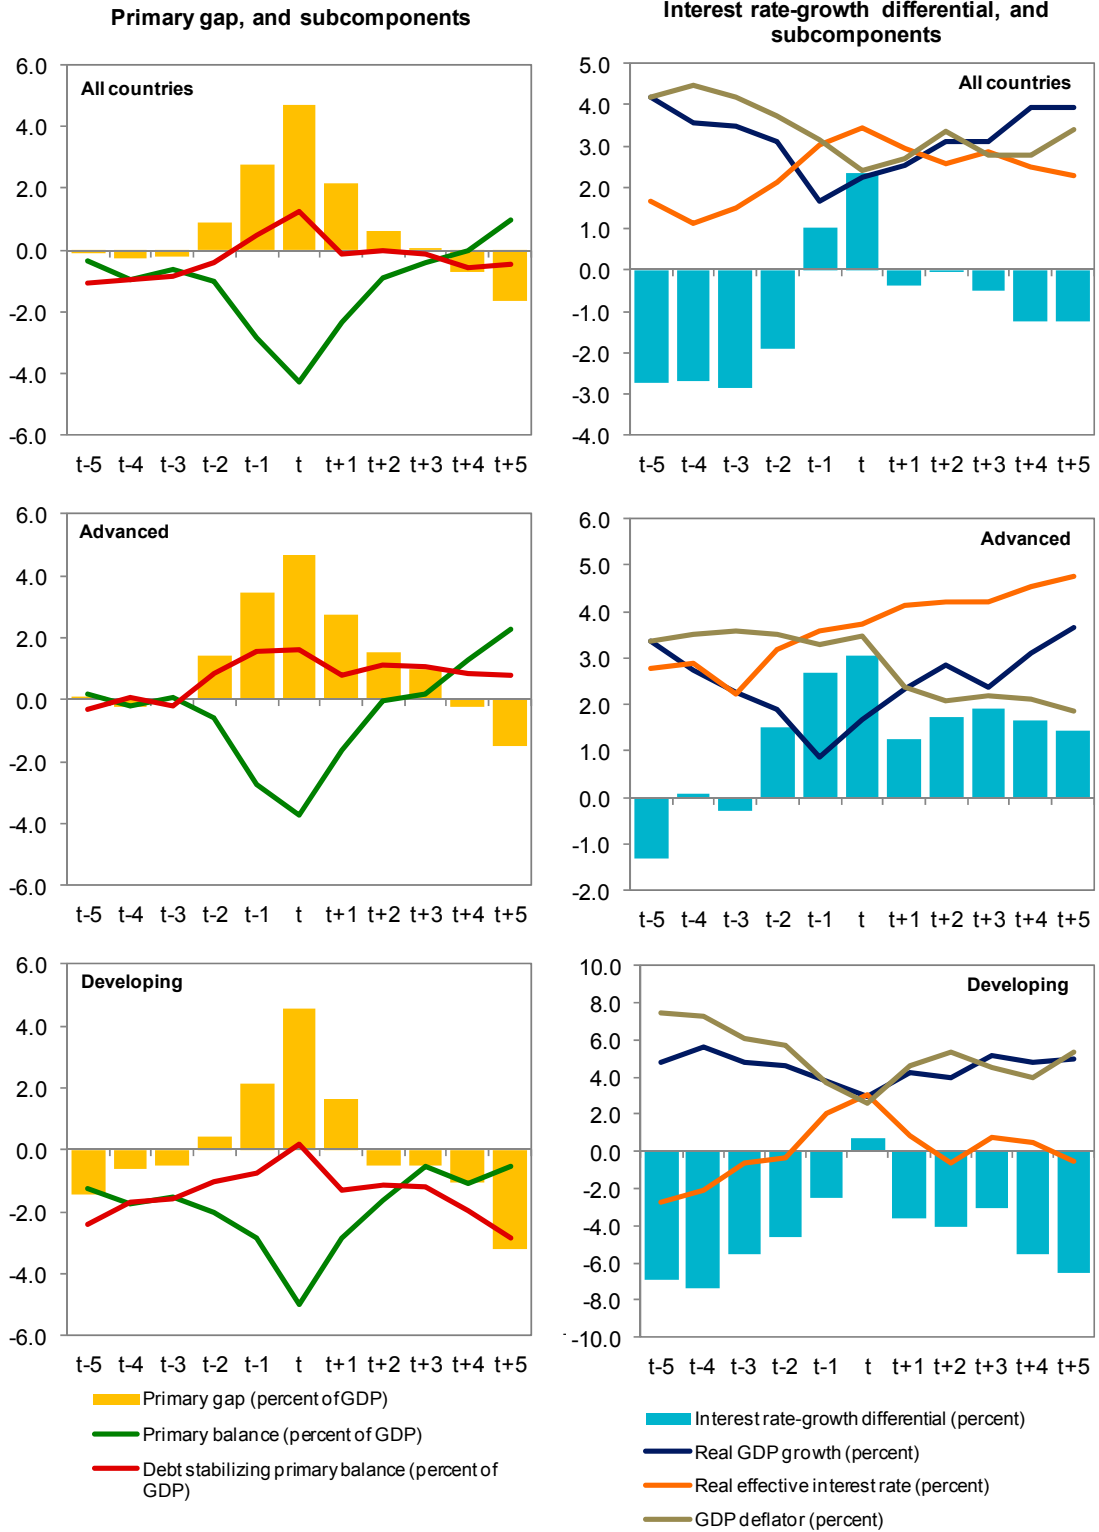 Primary gap, and subcomponents
Interest rate-growth differential, and
subcomponents
6.0
4.0
2.0
0.0
-2.0
-4.0
-6.0
All countries
t-5 t-4 t-3 t-2 t-1 t t+1 t+2 t+3 t+4 t+5
5.0
4.0
3.0
2.0
1.0
0.0
-1.0
-2.0
-3.0
-4.0
All countries
t-5 t-4 t-3 t-2 t-1 t t+1 t+2 t+3 t+4 t+5
6.0
4.0
2.0
0.0
-2.0
-4.0
-6.0
Advanced
t-5 t-4 t-3 t-2 t-1 t t+1 t+2 t+3 t+4 t+5
6.0
5.0
4.0
3.0
2.0
1.0
0.0
-1.0
-2.0
Advanced
t-5 t-4 t-3 t-2 t-1 t t+1 t+2 t+3 t+4 t+5
6.0
4.0
2.0
0.0
-2.0
-4.0
-6.0
Developing
t-5 t-4 t-3 t-2 t-1 t t+1 t+2 t+3 t+4 t+5
10.0
8.0
6.0
4.0
2.0
0.0
-2.0
-4.0
-6.0
-8.0
-10.0
Developing
t-5 t-4 t-3 t-2 t-1 t t+1 t+2 t+3 t+4 t+5
Primary gap (percent of GDP)
Primary balance (percent of GDP)
Debt stabilizing primary balance (percent of
GDP)
Interest rate-growth differential (percent)
Real GDP growth (percent)
Real effective interest rate (percent)
GDP deflator (percent)